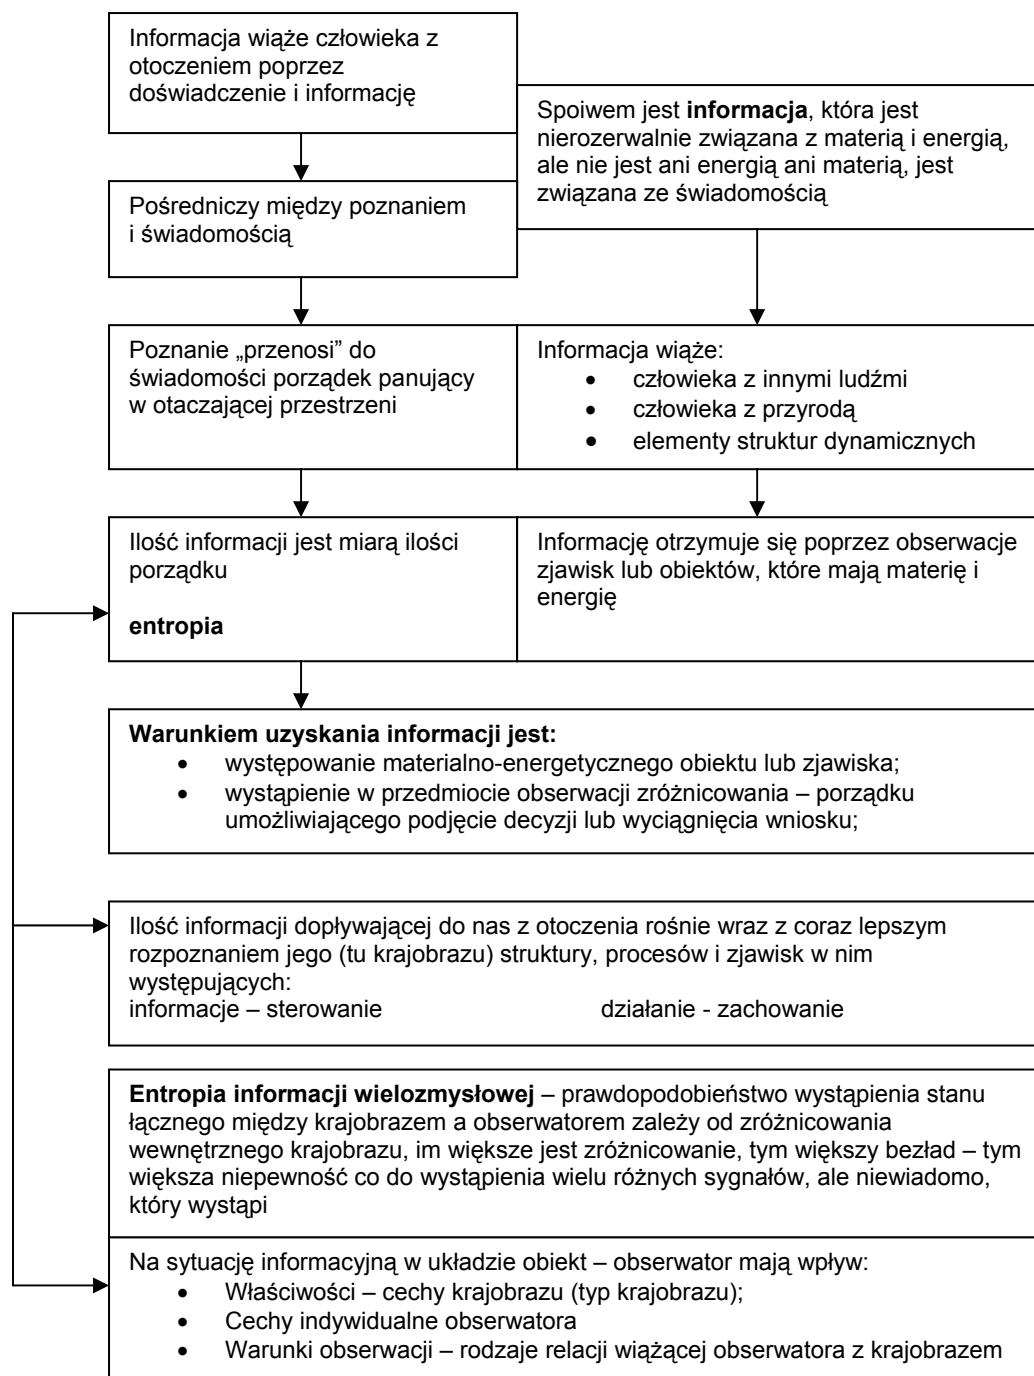 Informacja wiąże człowieka z
otoczeniem poprzez
doświadczenie i informację
Spoiwem jest informacja, która jest
nierozerwalnie związana z materią i energią,
ale nie jest ani energią ani materią, jest
związana ze świadomością
Pośredniczy między poznaniem
i świadomością
Poznanie „przenosi” do
świadomości porządek panujący
w otaczającej przestrzeni
Informacja wiąże:
• człowieka z innymi ludźmi
• człowieka z przyrodą
• elementy struktur dynamicznych
Ilość informacji jest miarą ilości
porządku
entropia
Informację otrzymuje się poprzez obserwacje
zjawisk lub obiektów, które mają materię i
energię
Warunkiem uzyskania informacji jest:
• występowanie materialno-energetycznego obiektu lub zjawiska;
• wystąpienie w przedmiocie obserwacji zróżnicowania – porządku
umożliwiającego podjęcie decyzji lub wyciągnięcia wniosku;
Ilość informacji dopływającej do nas z otoczenia rośnie wraz z coraz lepszym
rozpoznaniem jego (tu krajobrazu) struktury, procesów i zjawisk w nim
występujących:
informacje – sterowanie działanie - zachowanie
Entropia informacji wielozmysłowej – prawdopodobieństwo wystąpienia stanu
łącznego między krajobrazem a obserwatorem zależy od zróżnicowania
wewnętrznego krajobrazu, im większe jest zróżnicowanie, tym większy bezład – tym
większa niepewność co do wystąpienia wielu różnych sygnałów, ale niewiadomo,
który wystąpi
Na sytuację informacyjną w układzie obiekt – obserwator mają wpływ:
• Właściwości – cechy krajobrazu (typ krajobrazu);
• Cechy indywidualne obserwatora
• Warunki obserwacji – rodzaje relacji wiążącej obserwatora z krajobrazem